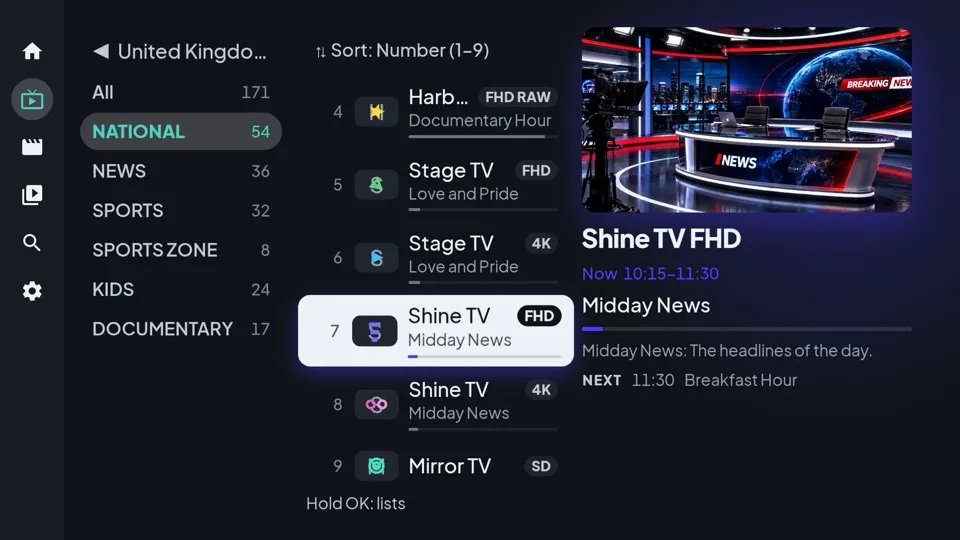 ◀ United Kingdo...
All 171
NATIONAL 54
NEWS 36
SPORTS 32
SPORTS ZONE 8
KIDS 24
DOCUMENTARY 17
⇅ Sort: Number (1–9)
4 Harb... FHD RAW
Documentary Hour
5 Stage TV FHD
Love and Pride
6 Stage TV 4K
Love and Pride
7 Shine TV FHD
Midday News
8 Shine TV 4K
Midday News
9 Mirror TV SD
Hold OK: lists
BREAKING NEW
NEWS
Shine TV FHD
Now 10:15–11:30
Midday News
Midday News: The headlines of the day.
NEXT 11:30 Breakfast Hour